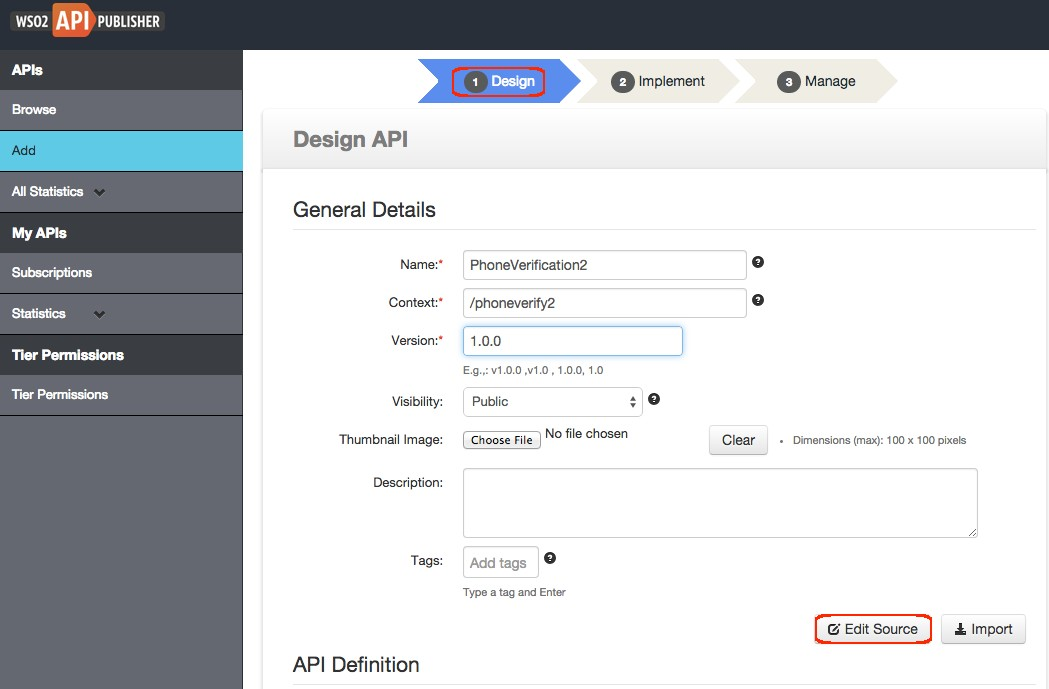 WSO2 API PUBLISHER
APIs
Browse
Add
All Statistics
My APIs
Subscriptions
Statistics
Tier Permissions
Tier Permissions
1 Design
2 Implement
3 Manage
Design API
General Details
Name:* PhoneVerification2 ?
Context:* /phoneverify2 ?
Version:* 1.0.0
E.g.,: v1.0.0 ,v1.0 , 1.0.0, 1.0
Visibility: Public ?
Thumbnail Image: Choose File No file chosen Clear • Dimensions (max): 100 x 100 pixels
Description:
Tags: Add tags ?
Type a tag and Enter
Edit Source Import
API Definition